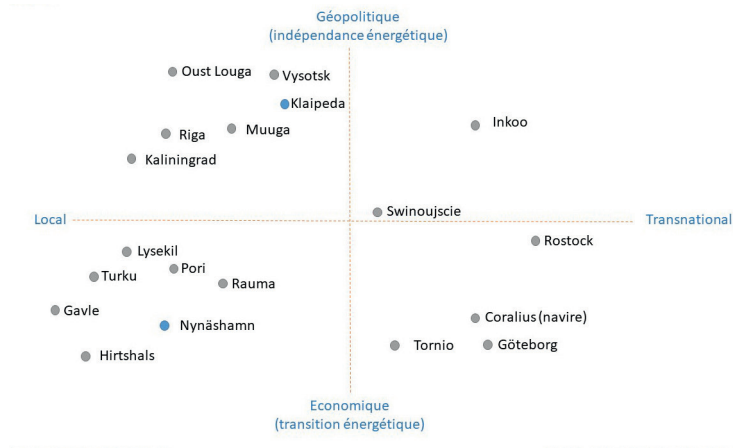 Géopolitique
(indépendance énergétique)
Oust Louga
Vysotsk
Klaipeda
Inkoo
Muuga
Riga
Kaliningrad
Swinoujscie
Local
Transnational
Rostock
Lysekil
Pori
Turku
Rauma
Gavle
Coralius (navire)
Nynäshamn
Tornio
Göteborg
Hirtshals
Economique
(transition énergétique)